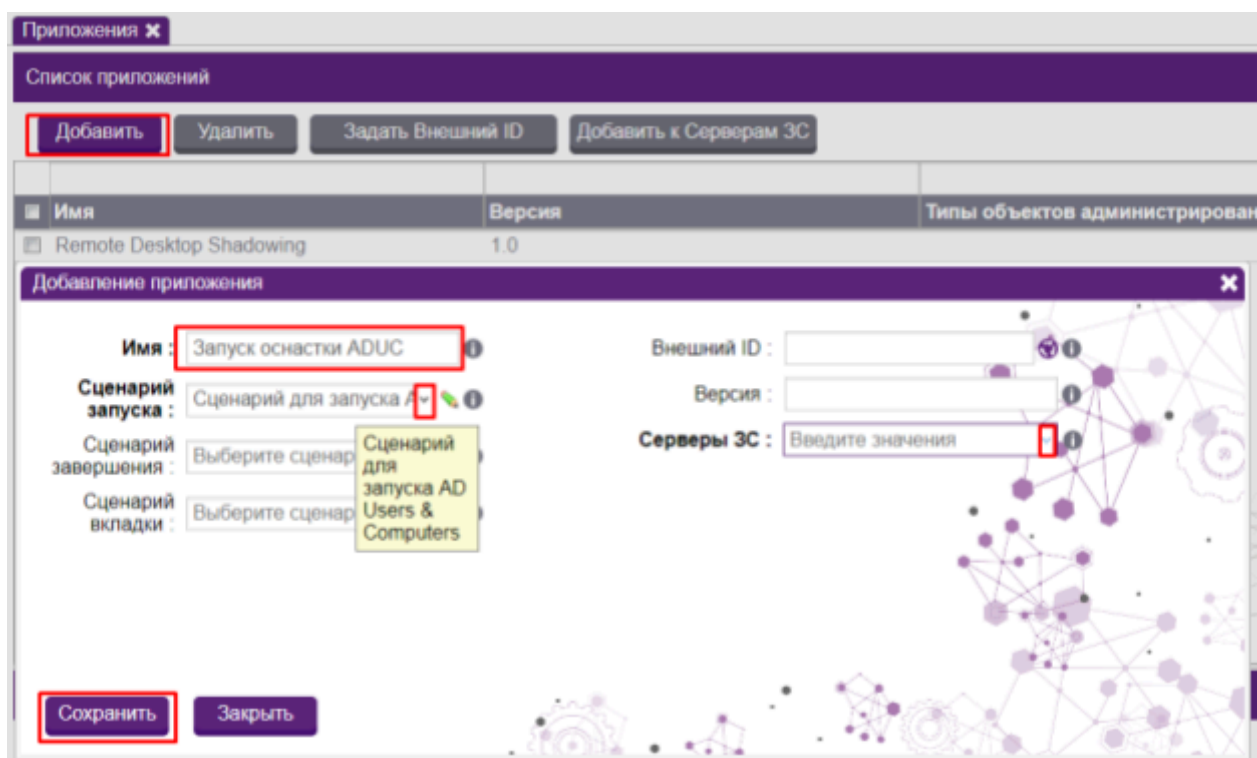 Приложения
Список приложений
Добавить Удалить Задать Внешний ID Добавить к Серверам ЗС
Имя Версия Типы объектов администрирован
Remote Desktop Shadowing 1.0
Добавление приложения
Имя : Запуск оснастки ADUC Внешний ID :
Сценарий запуска : Сценарий для запуска A Версия :
Сценарий завершения : Выберите сценар Серверы ЗС : Введите значения
Сценарий вкладки : Выберите сценар
Сценарий
для
запуска AD
Users &
Computers
Сохранить Закрыть